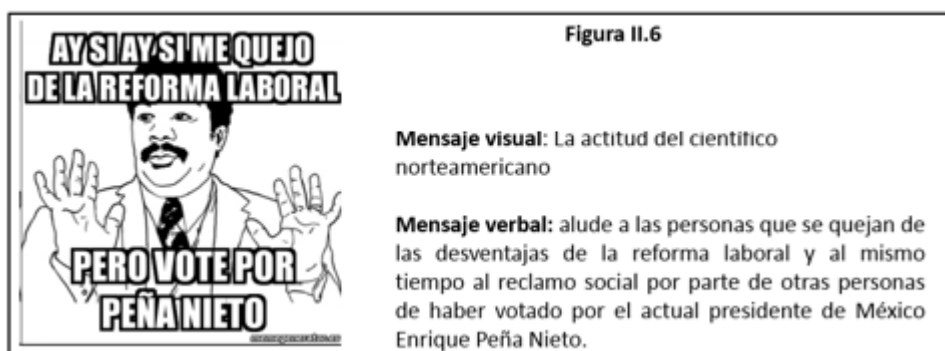 AY SI AY SI ME QUEJO
DE LA REFORMA LABORAL
PERO VOTE POR
PEÑA NIETO
Figura II.6
Mensaje visual: La actitud del científico
norteamericano
Mensaje verbal: alude a las personas que se quejan de
las desventajas de la reforma laboral y al mismo
tiempo al reclamo social por parte de otras personas
de haber votado por el actual presidente de México
Enrique Peña Nieto.